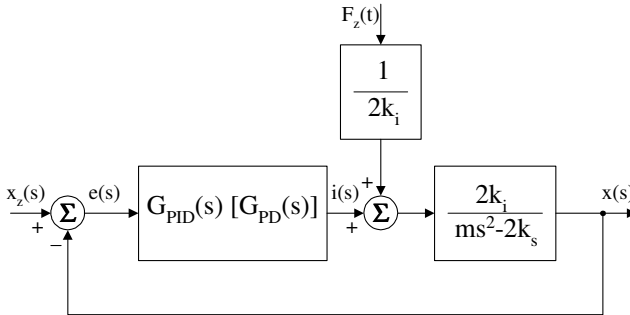 F_z(t)
1
2k_i
x_z(s)
e(s)
G_PID(s) [G_PD(s)]
i(s)
2k_i
ms²-2k_s
x(s)
Σ
Σ
+
−
+
+